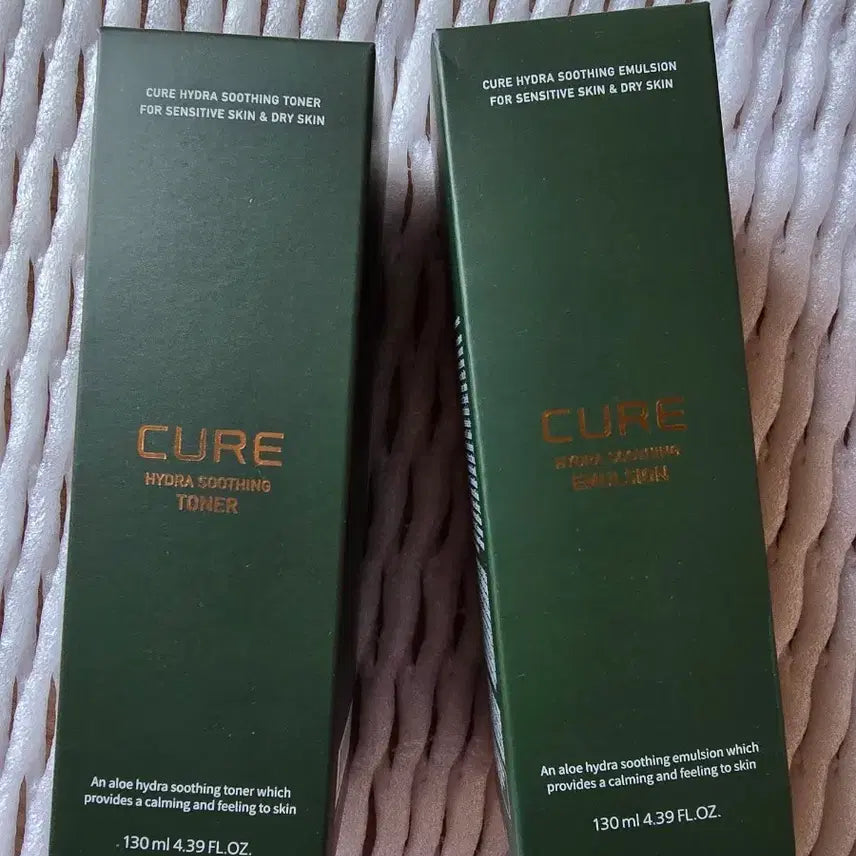 CURE HYDRA SOOTHING TONER
FOR SENSITIVE SKIN & DRY SKIN
CURE
HYDRA SOOTHING
TONER
An aloe hydra soothing toner which
provides a calming and feeling to skin
130 ml 4.39 FL.OZ.
CURE HYDRA SOOTHING EMULSION
FOR SENSITIVE SKIN & DRY SKIN
CURE
HYDRA SOOTHING
EMULSION
An aloe hydra soothing emulsion which
provides a calming and feeling to skin
130 ml 4.39 FL.OZ.